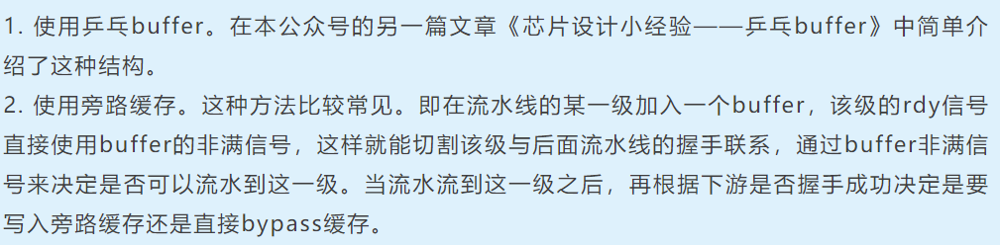 1. 使用乒乓buffer。在本公众号的另一篇文章《芯片设计小经验——乒乓buffer》中简单介
绍了这种结构。
2. 使用旁路缓存。这种方法比较常见。即在流水线的某一级加入一个buffer，该级的rdy信号
直接使用buffer的非满信号，这样就能切割该级与后面流水线的握手联系，通过buffer非满信
号来决定是否可以流水到这一级。当流水流到这一级之后，再根据下游是否握手成功决定是要
写入旁路缓存还是直接bypass缓存。